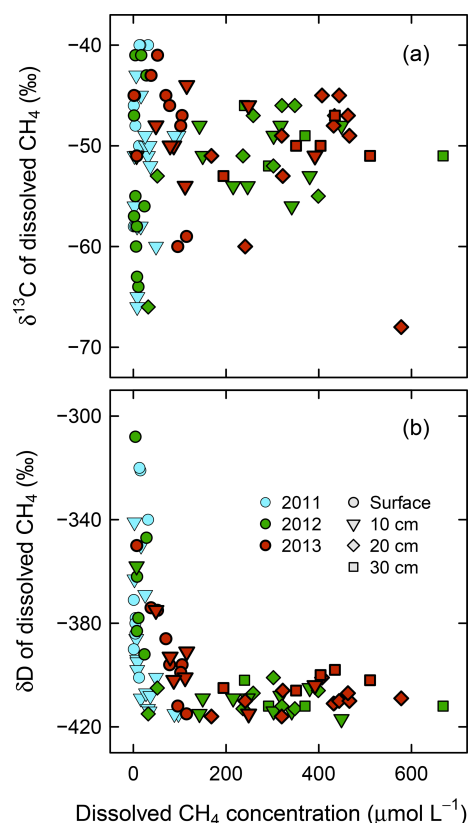 (a)
−40
−50
−60
−70
δ¹³C of dissolved CH₄ (‰)
(b)
−300
−340
−380
−420
δD of dissolved CH₄ (‰)
2011
2012
2013
Surface
10 cm
20 cm
30 cm
0 200 400 600
Dissolved CH₄ concentration (μmol L⁻¹)